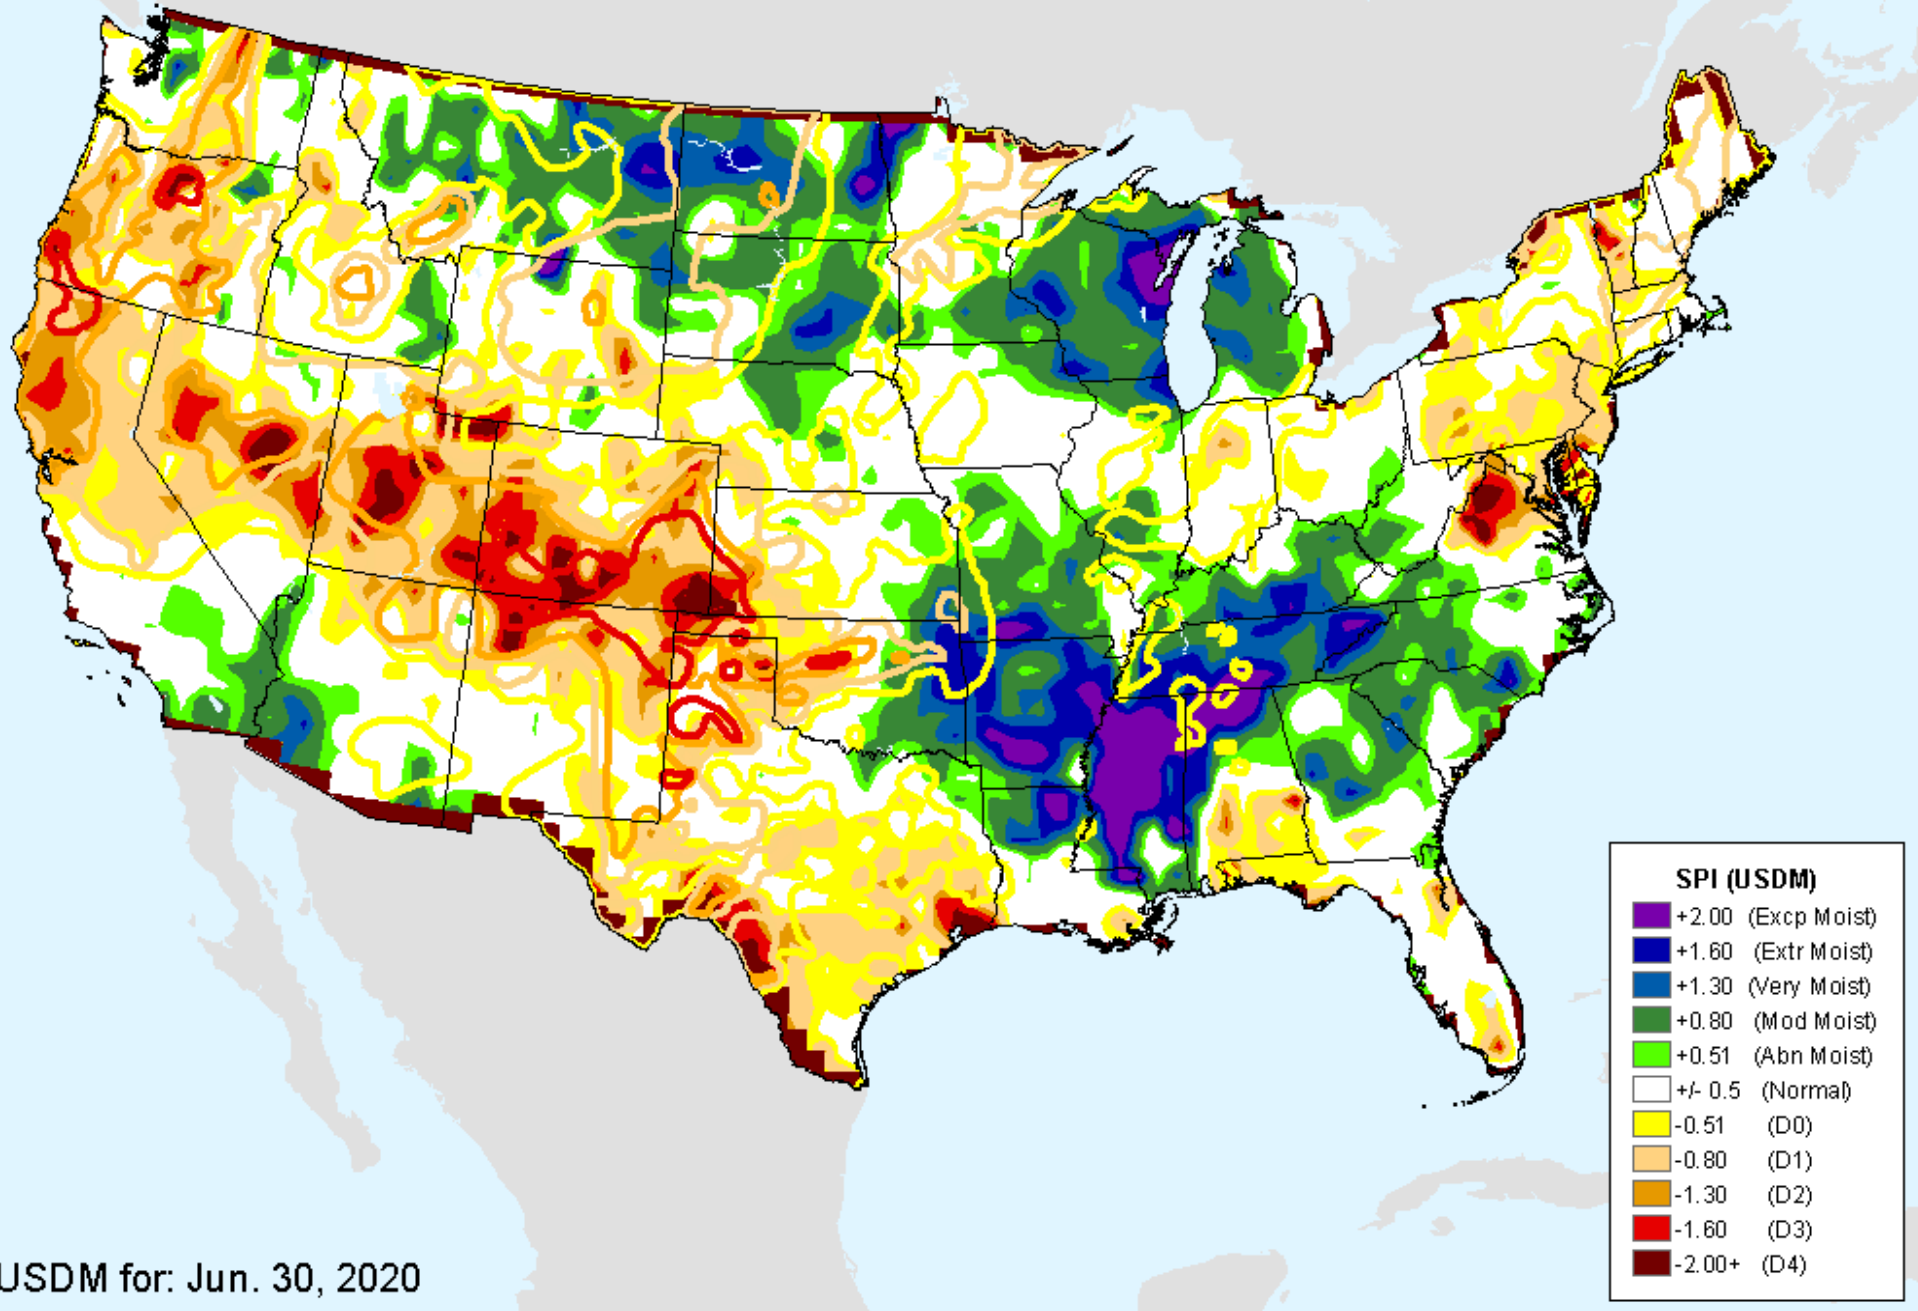 SPI (USDM)
+2.00 (Excp Moist)
+1.60 (Extr Moist)
+1.30 (Very Moist)
+0.80 (Mod Moist)
+0.51 (Abn Moist)
+/- 0.5 (Normal)
-0.51 (D0)
-0.80 (D1)
-1.30 (D2)
-1.60 (D3)
-2.00+ (D4)
USDM for: Jun. 30, 2020